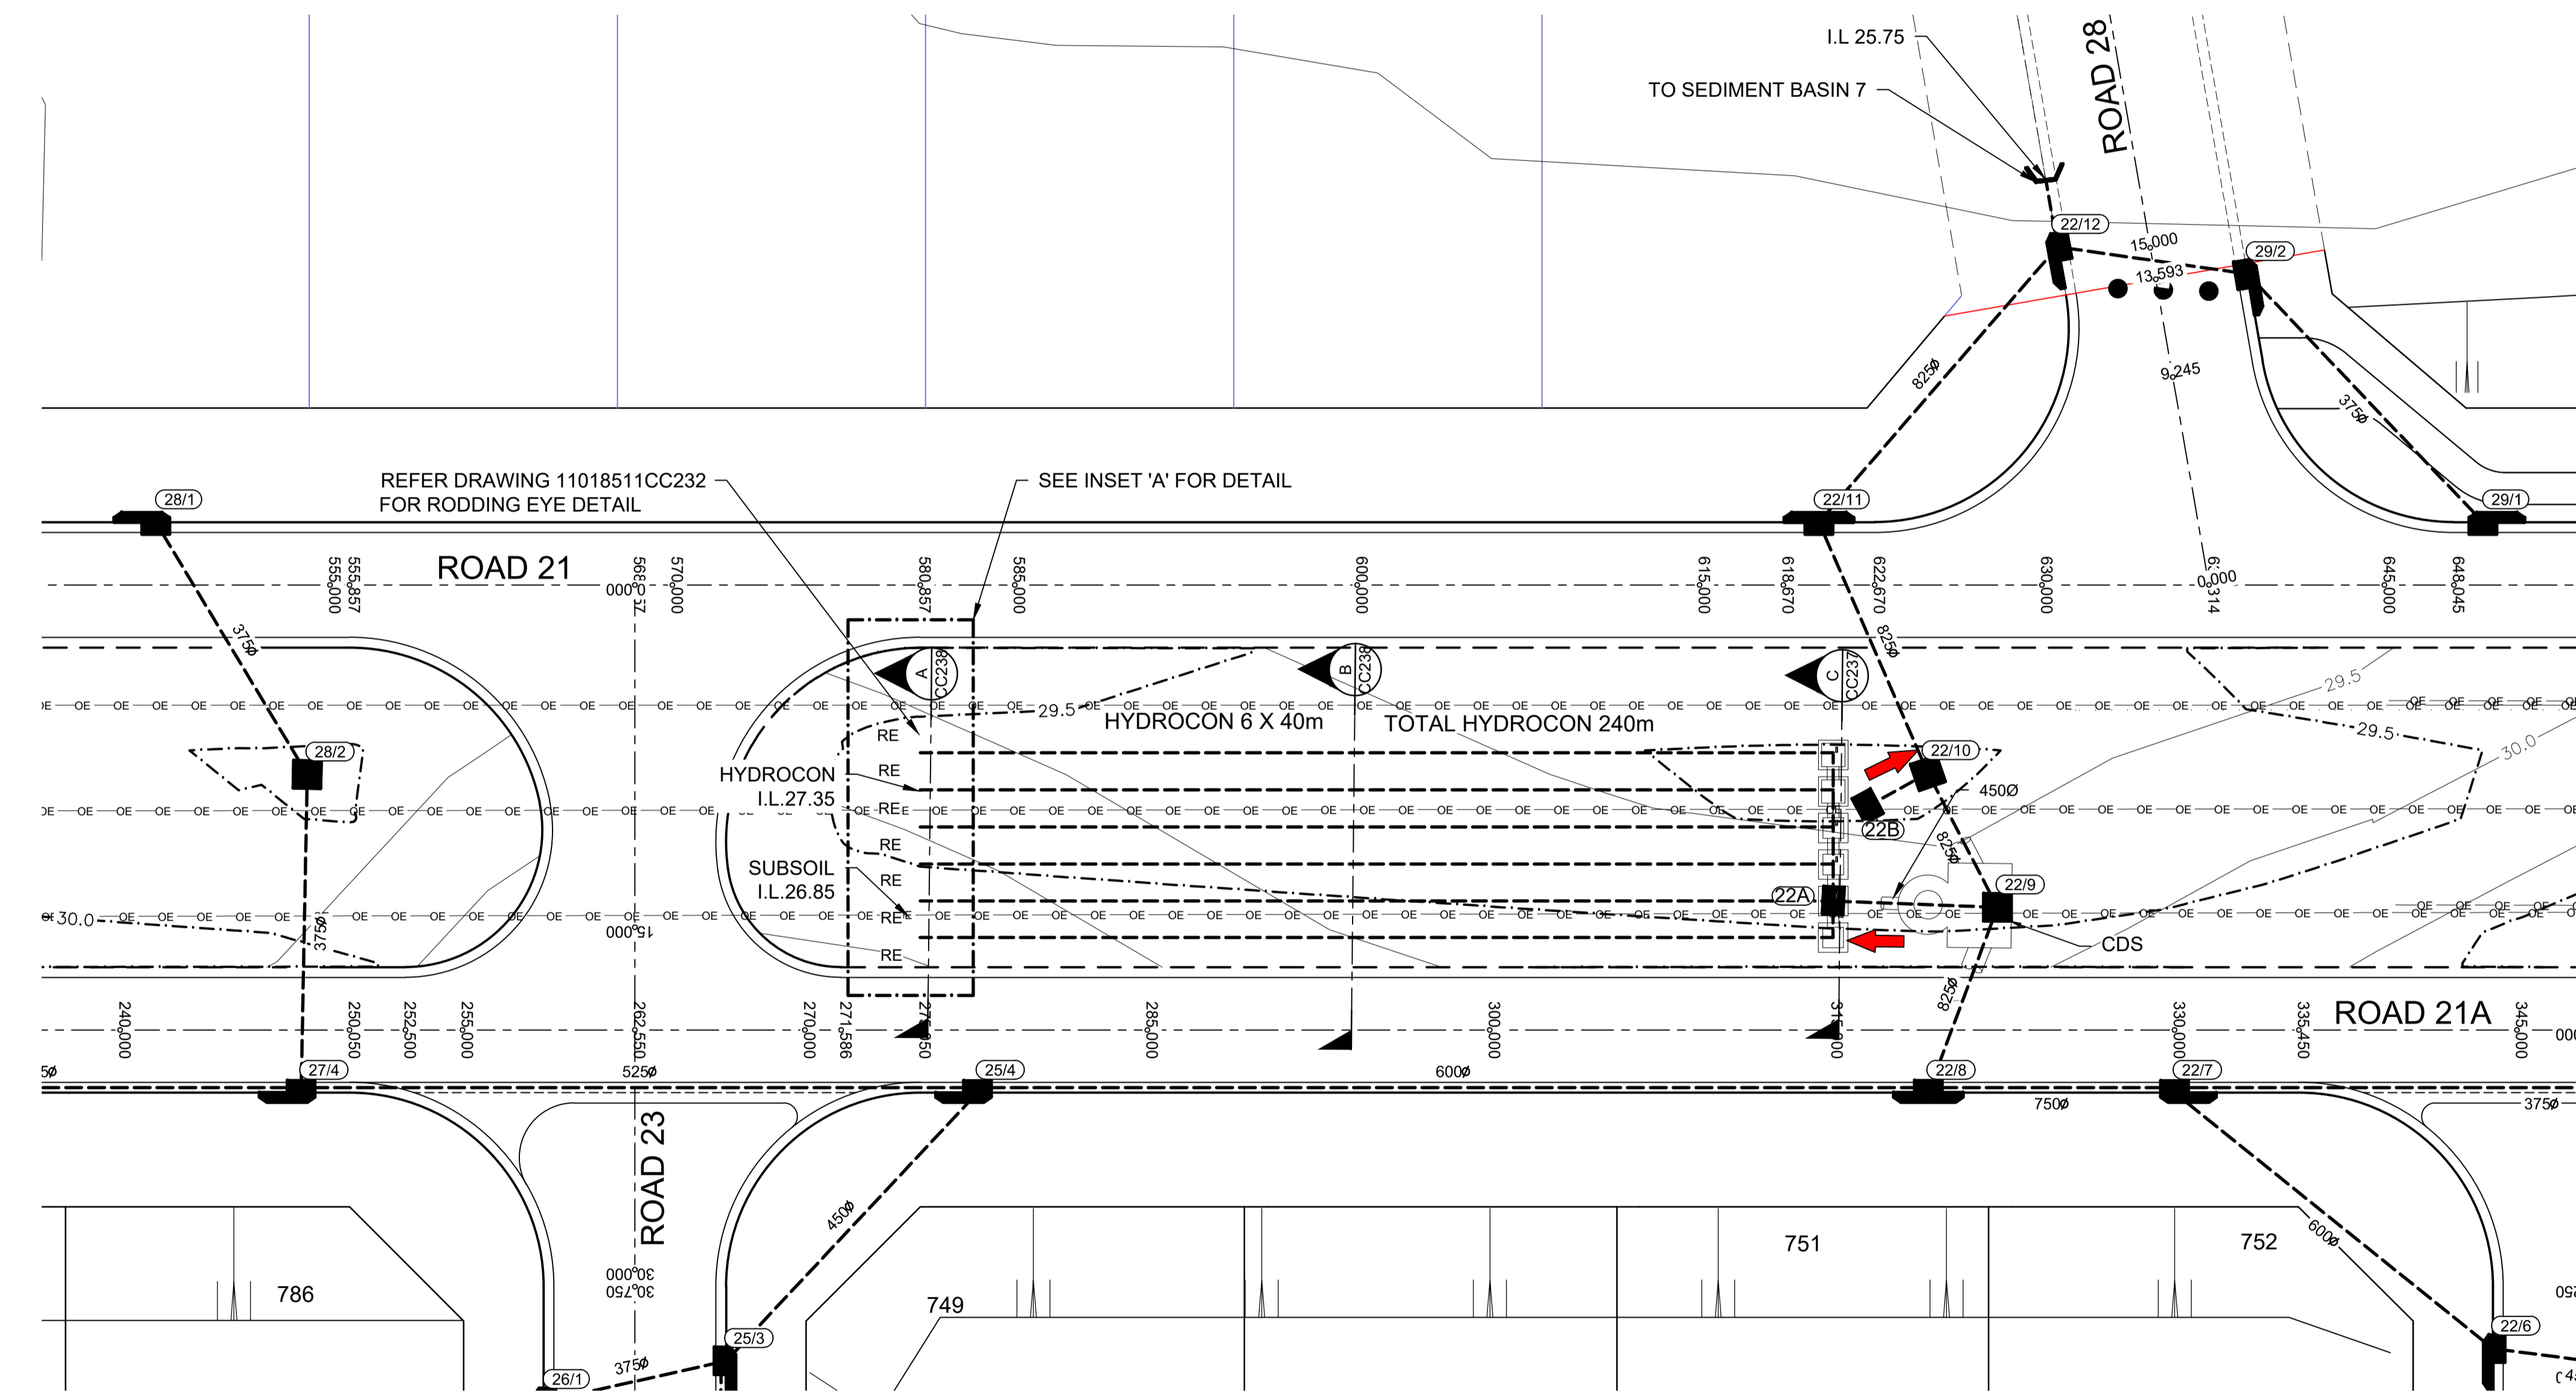 I.L 25.75
TO SEDIMENT BASIN 7
ROAD 28
22/12
15.000
29/2
13.593
825Ø
9.245
375Ø
REFER DRAWING 11018511CC232
FOR RODDING EYE DETAIL
SEE INSET 'A' FOR DETAIL
28/1
22/11
29/1
ROAD 21
555.000
555.857
570.000
580.857
585.000
600.000
615.000
618.670
622.670
630.000
0.000
645.000
648.045
375Ø
825Ø
A
CC238
B
CC238
C
CC237
29.5
29.5
HYDROCON 6 X 40m
TOTAL HYDROCON 240m
29.5
30.0
RE
RE
RE
RE
RE
RE
28/2
22/10
HYDROCON
I.L.27.35
450Ø
22B
825Ø
SUBSOIL
I.L.26.85
22A
22/9
30.0
OE
375Ø
15.000
CDS
825Ø
240.000
250.050
252.500
255.000
262.550
270.000
271.586
285.000
300.000
330.000
335.450
345.000
ROAD 21A
27/4
525Ø
25/4
600Ø
22/8
22/7
750Ø
375Ø
ROAD 23
450Ø
600Ø
30.000
30.750
786
749
751
752
25/3
375Ø
26/1
22/6